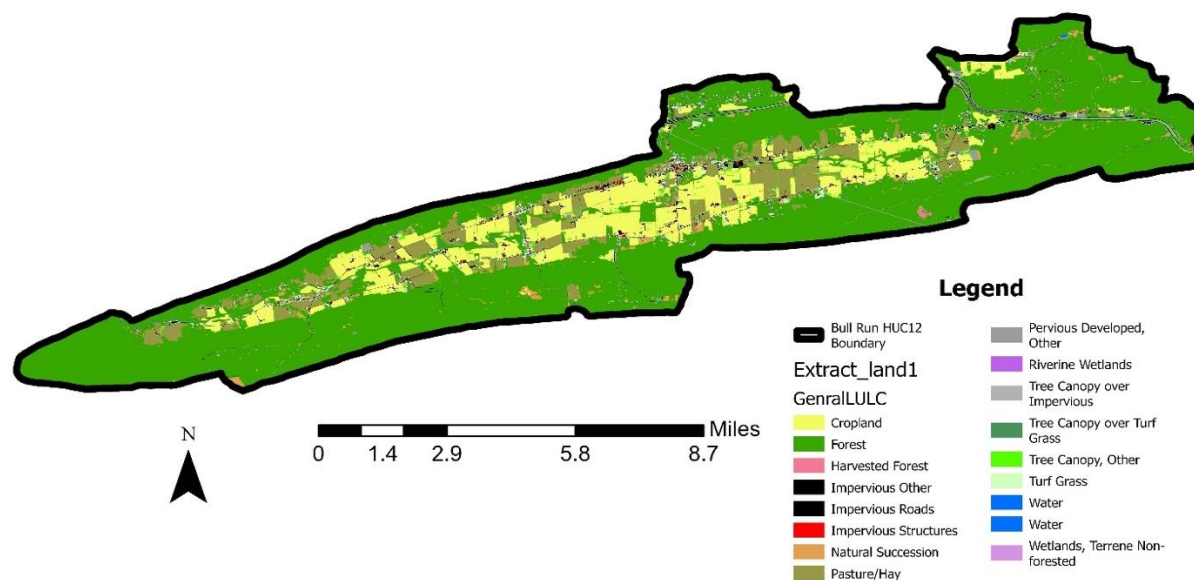 N
Miles
0 1.4 2.9 5.8 8.7
Legend
Bull Run HUC12
Boundary
Extract_land1
GenralLULC
Cropland
Forest
Harvested Forest
Impervious Other
Impervious Roads
Impervious Structures
Natural Succession
Pasture/Hay
Pervious Developed,
Other
Riverine Wetlands
Tree Canopy over
Impervious
Tree Canopy over Turf
Grass
Tree Canopy, Other
Turf Grass
Water
Water
Wetlands, Terrene Non-
forested